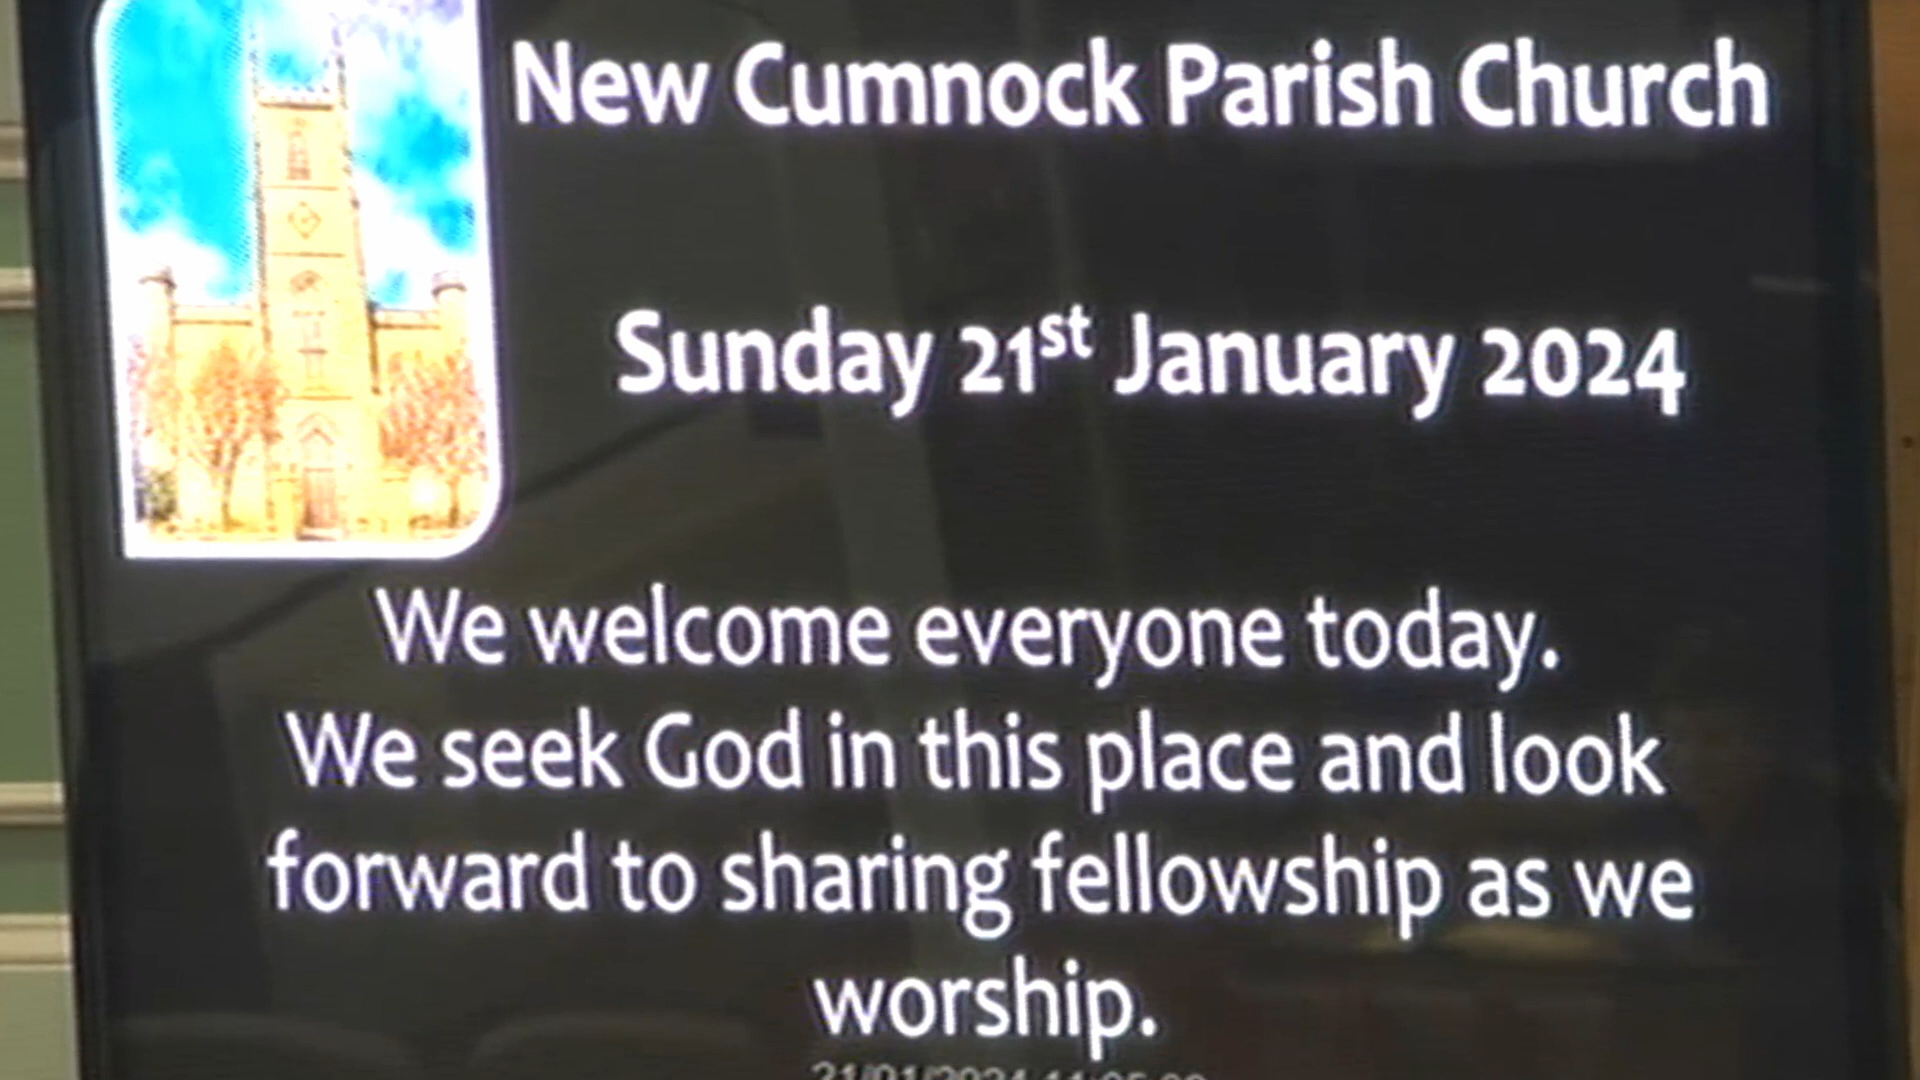 New Cumnock Parish Church
Sunday 21st January 2024
We welcome everyone today.
We seek God in this place and look
forward to sharing fellowship as we
worship.